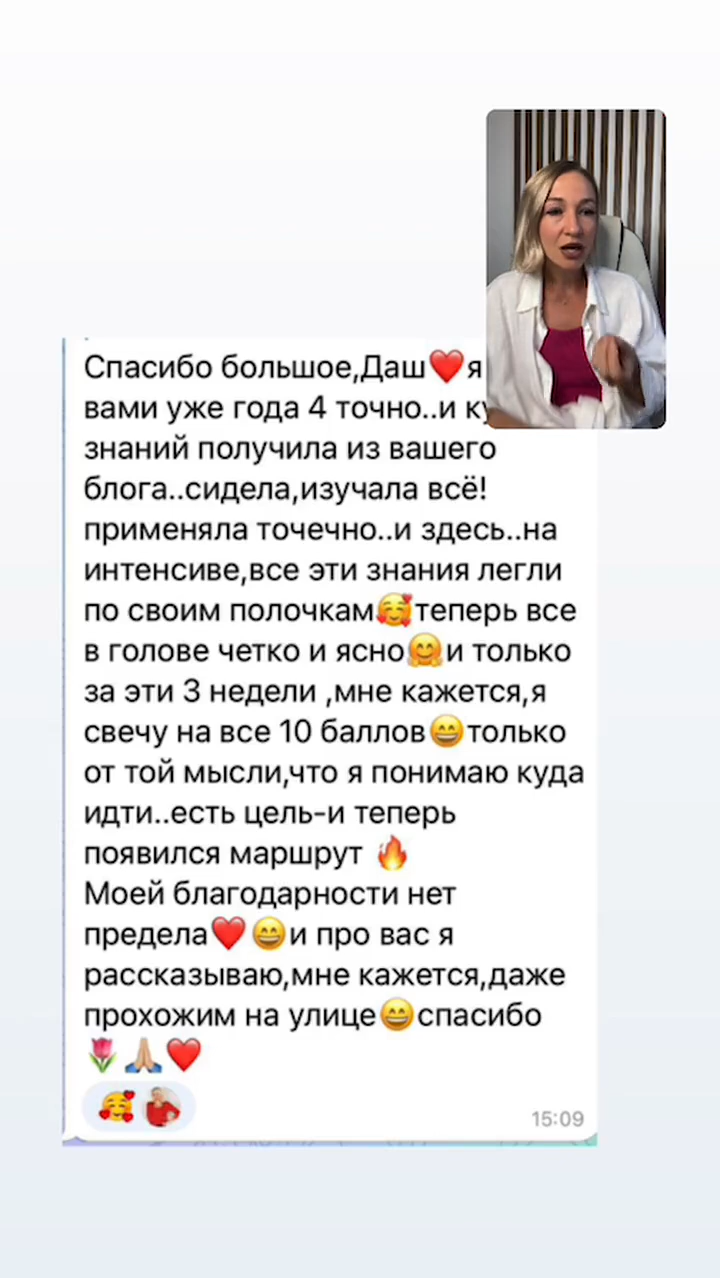 Спасибо большое,Даш❤️я
вами уже года 4 точно..и
знаний получила из вашего
блога..сидела,изучала всё!
применяла точечно..и здесь..на
интенсиве,все эти знания легли
по своим полочкам🥰теперь все
в голове четко и ясно🤗и только
за эти 3 недели ,мне кажется,я
свечу на все 10 баллов😄только
от той мысли,что я понимаю куда
идти..есть цель-и теперь
появился маршрут 🔥
Моей благодарности нет
предела❤️😄и про вас я
рассказываю,мне кажется,даже
прохожим на улице😄спасибо
🌷🙏🏼❤️
🥰
15:09